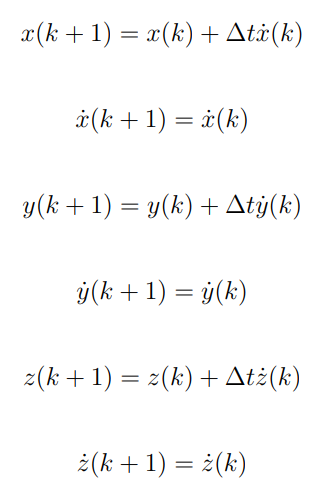 x(k + 1) = x(k) + Δtẋ(k)
ẋ(k + 1) = ẋ(k)
y(k + 1) = y(k) + Δtẏ(k)
ẏ(k + 1) = ẏ(k)
z(k + 1) = z(k) + Δtż(k)
ż(k + 1) = ż(k)